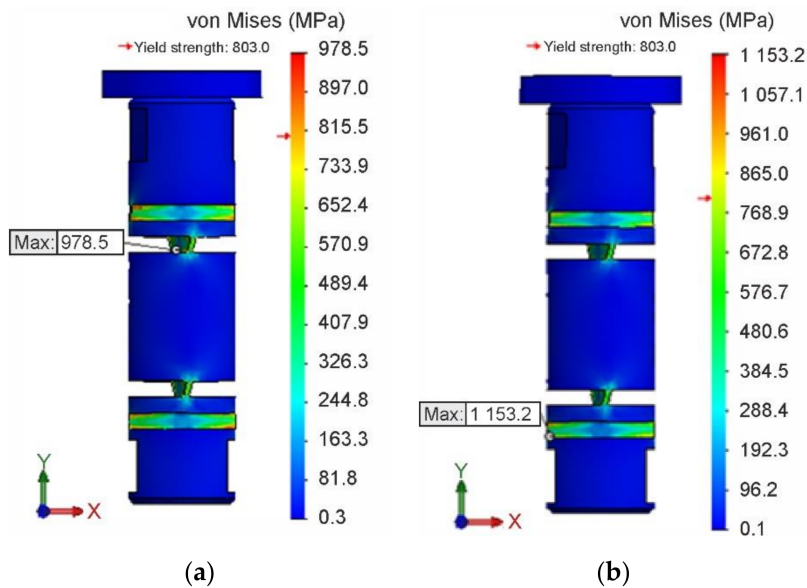 von Mises (MPa)
Yield strength: 803.0
978.5
897.0
815.5
733.9
652.4
570.9
489.4
407.9
326.3
244.8
163.3
81.8
0.3
Max: 978.5
Y
X
(a)
von Mises (MPa)
Yield strength: 803.0
1 153.2
1 057.1
961.0
865.0
768.9
672.8
576.7
480.6
384.5
288.4
192.3
96.2
0.1
Max: 1 153.2
Y
X
(b)